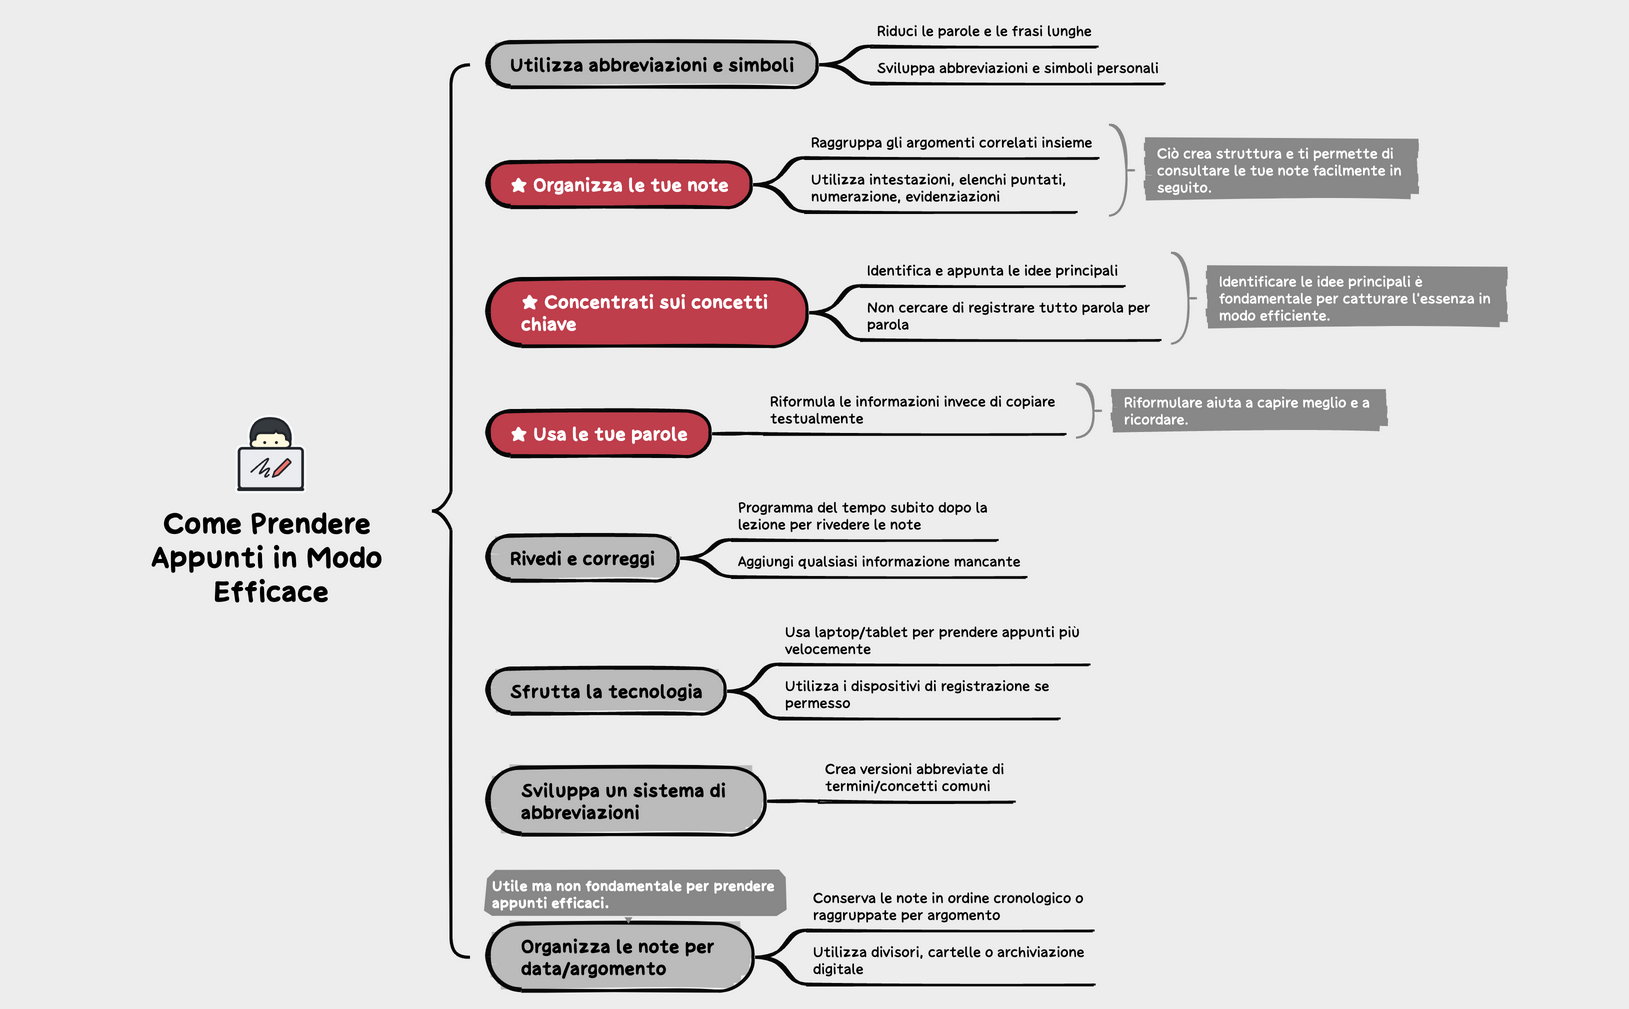 Come Prendere
Appunti in Modo
Efficace
Utilizza abbreviazioni e simboli
Riduci le parole e le frasi lunghe
Sviluppa abbreviazioni e simboli personali
Organizza le tue note
Raggruppa gli argomenti correlati insieme
Utilizza intestazioni, elenchi puntati,
numerazione, evidenziazioni
Ciò crea struttura e ti permette di
consultare le tue note facilmente in
seguito.
Concentrati sui concetti
chiave
Identifica e appunta le idee principali
Non cercare di registrare tutto parola per
parola
Identificare le idee principali è
fondamentale per catturare l'essenza in
modo efficiente.
Usa le tue parole
Riformula le informazioni invece di copiare
testualmente
Riformulare aiuta a capire meglio e a
ricordare.
Rivedi e correggi
Programma del tempo subito dopo la
lezione per rivedere le note
Aggiungi qualsiasi informazione mancante
Sfrutta la tecnologia
Usa laptop/tablet per prendere appunti più
velocemente
Utilizza i dispositivi di registrazione se
permesso
Sviluppa un sistema di
abbreviazioni
Crea versioni abbreviate di
termini/concetti comuni
Utile ma non fondamentale per prendere
appunti efficaci.
Organizza le note per
data/argomento
Conserva le note in ordine cronologico o
raggruppate per argomento
Utilizza divisori, cartelle o archiviazione
digitale